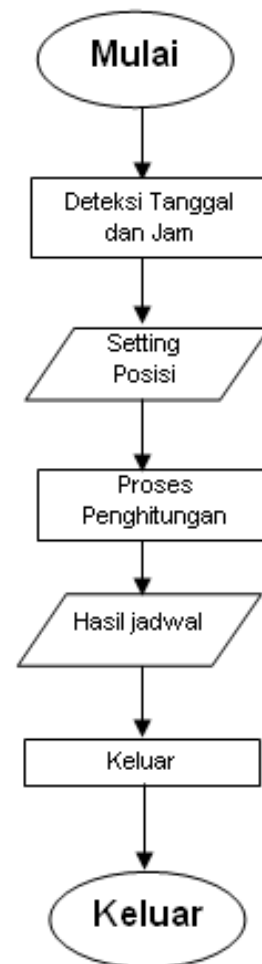 Mulai
Deteksi Tanggal
dan Jam
Setting
Posisi
Proses
Penghitungan
Hasil jadwal
Keluar
Keluar